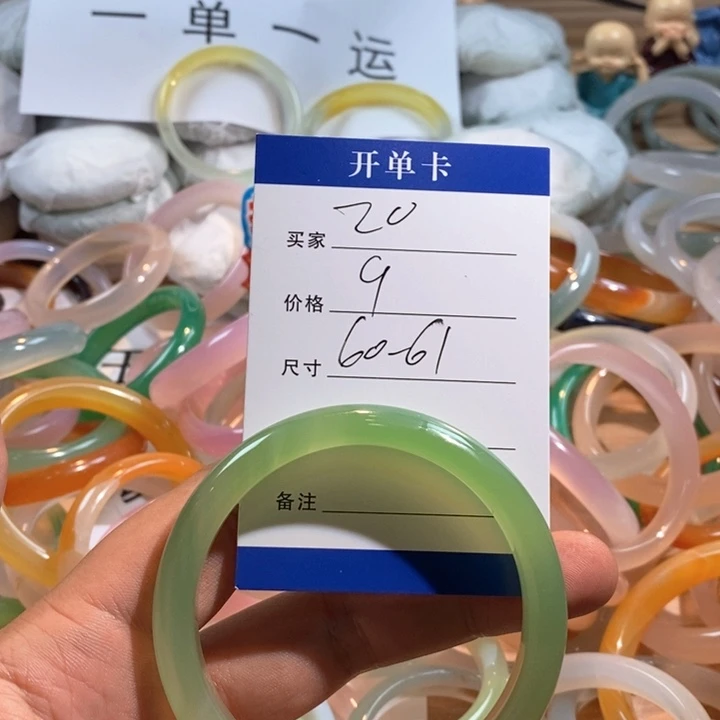 一单一运
开单卡
买家 20
价格 9
尺寸 60-61
备注